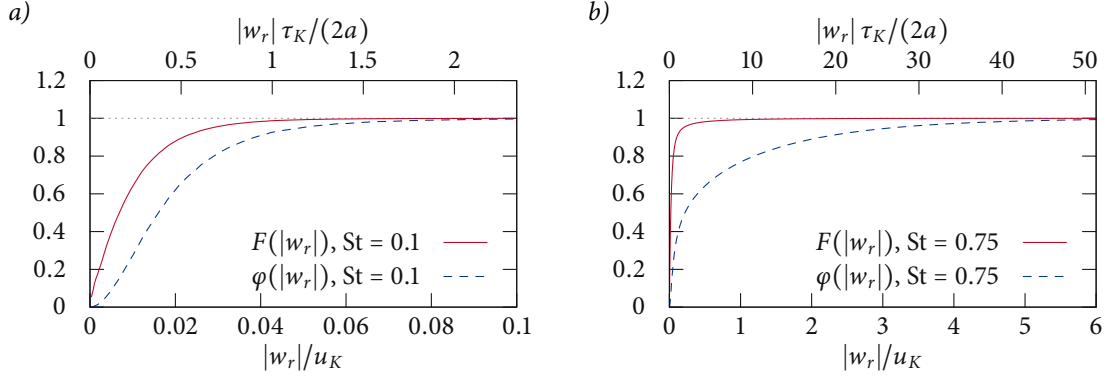 a)
|w_r| τ_K/(2a)
0 0.5 1 1.5 2
1.2
1
0.8
0.6
0.4
0.2
0
F(|w_r|), St = 0.1
φ(|w_r|), St = 0.1
0 0.02 0.04 0.06 0.08 0.1
|w_r|/u_K
b)
|w_r| τ_K/(2a)
0 10 20 30 40 50
1.2
1
0.8
0.6
0.4
0.2
0
F(|w_r|), St = 0.75
φ(|w_r|), St = 0.75
0 1 2 3 4 5 6
|w_r|/u_K